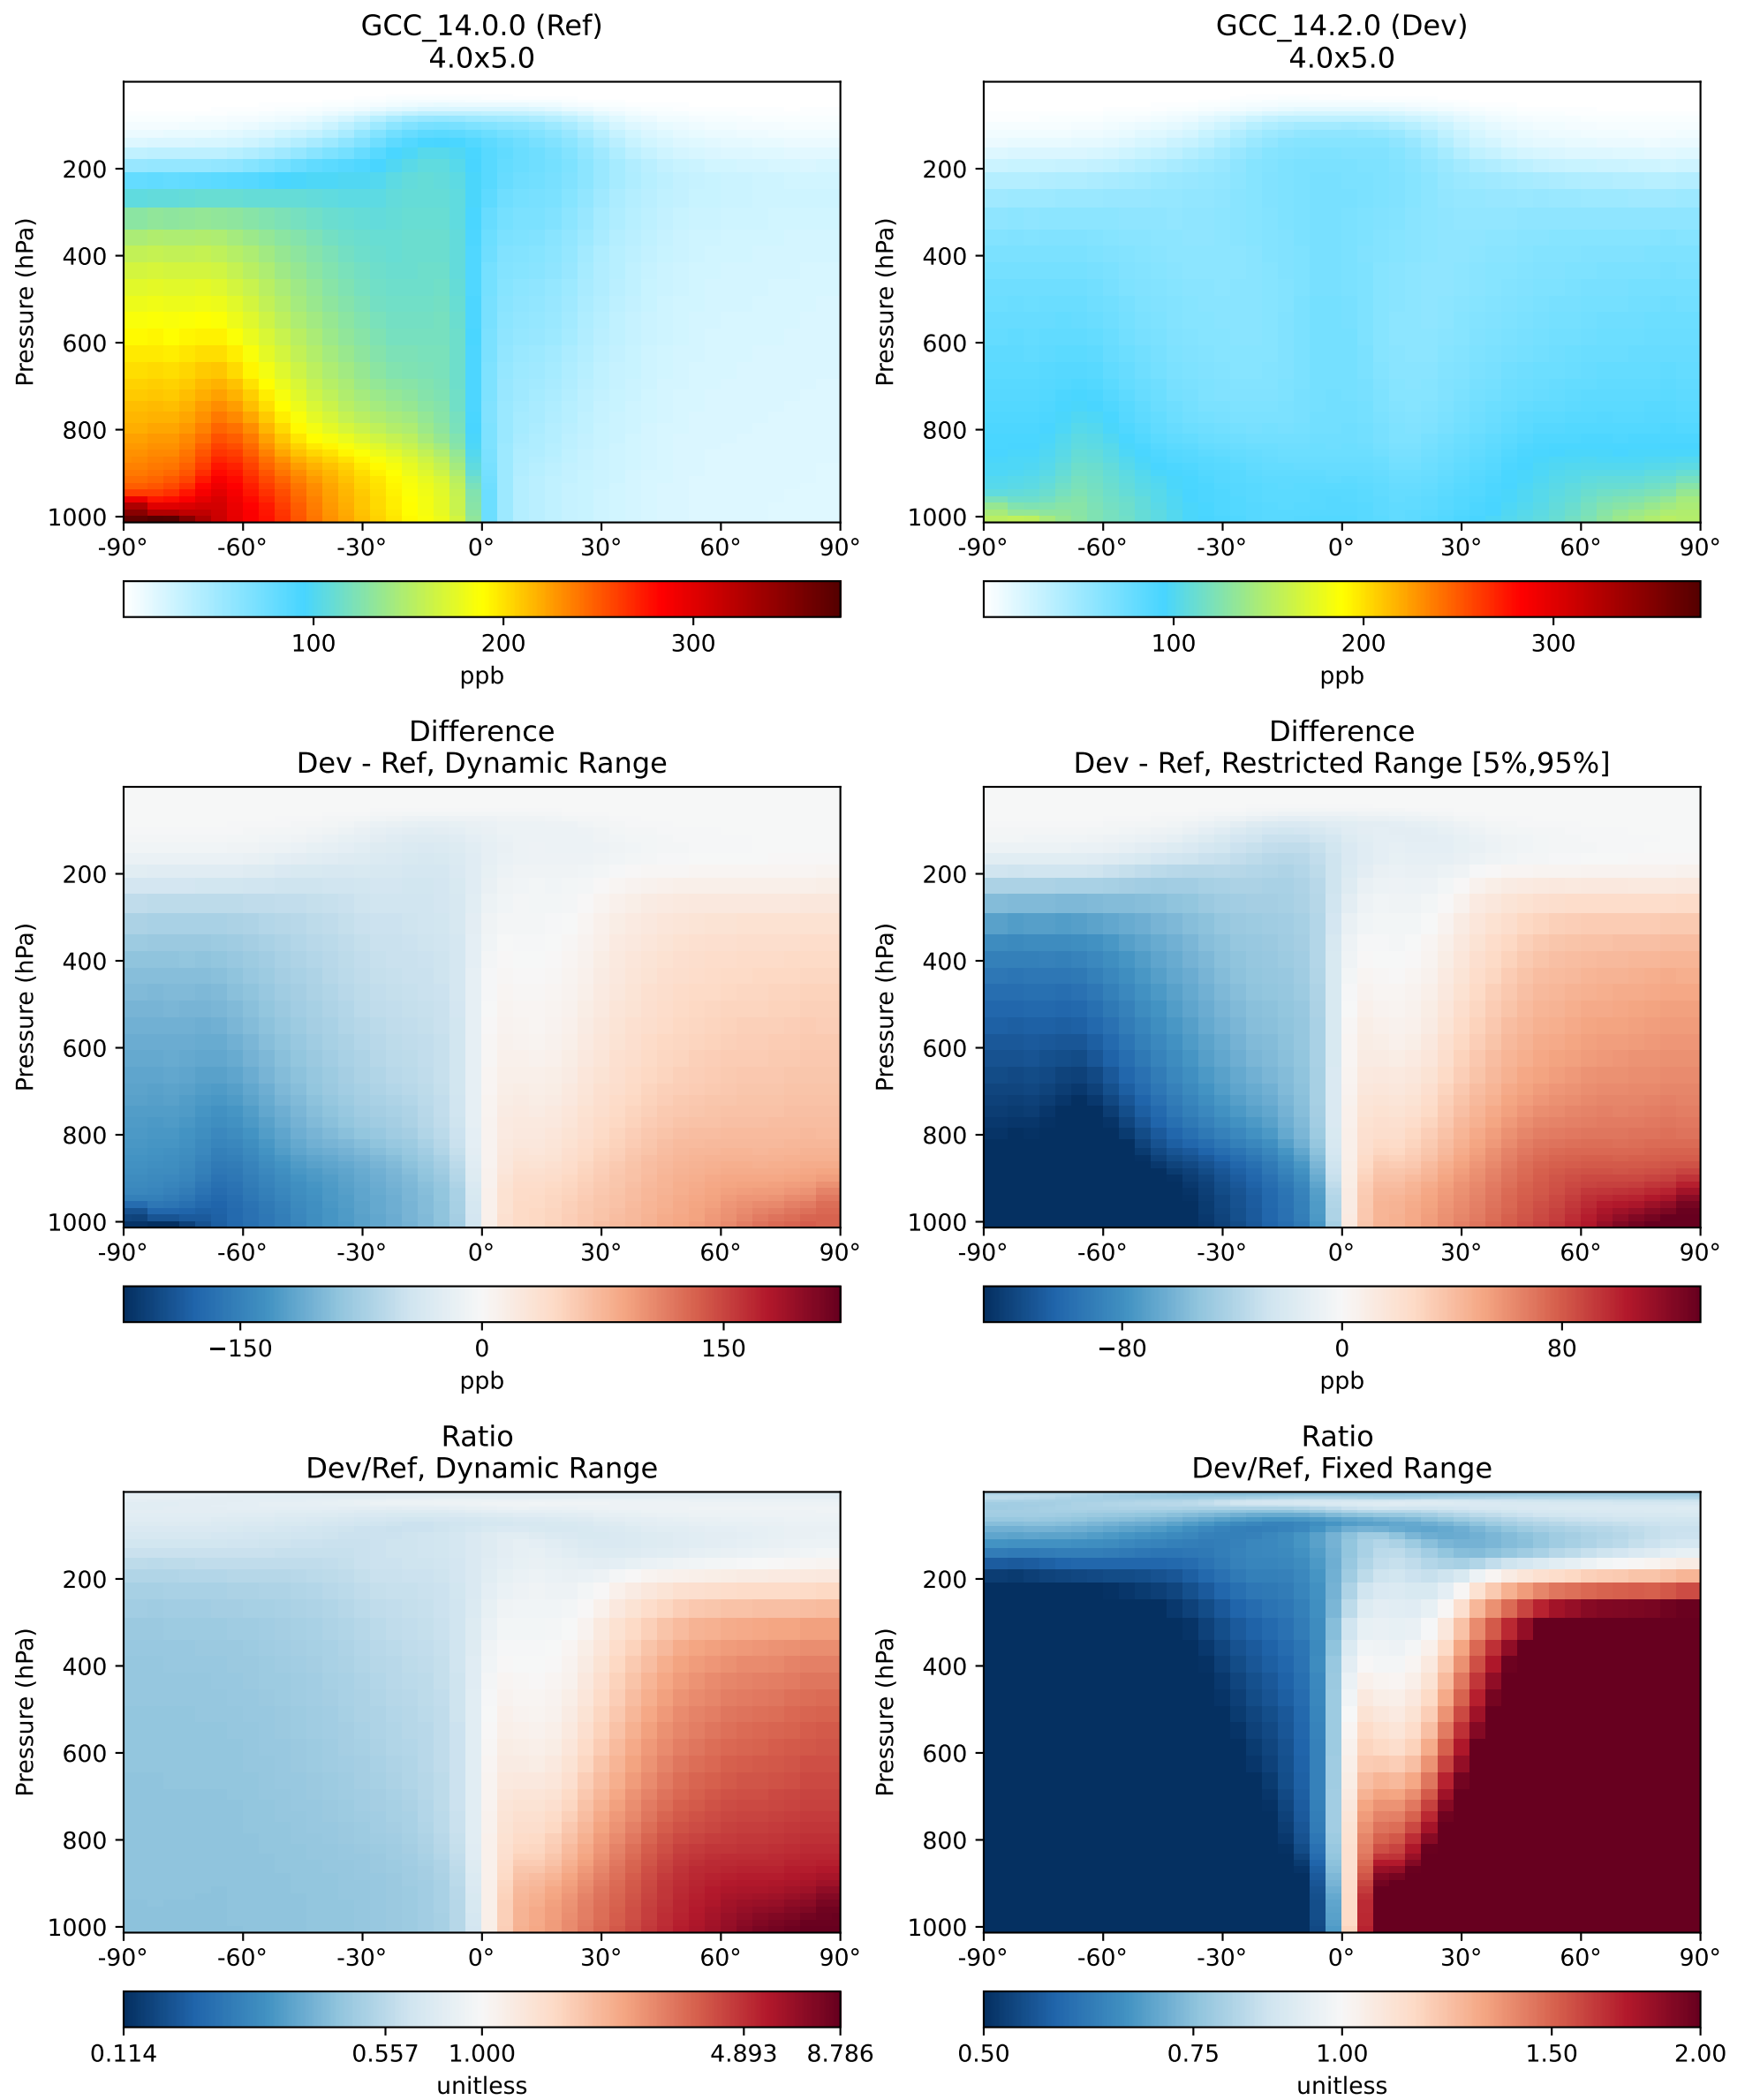 GCC_14.0.0 (Ref)
4.0x5.0
Pressure (hPa)
200
400
600
800
1000
-90° -60° -30° 0° 30° 60° 90°
100 200 300
ppb
GCC_14.2.0 (Dev)
4.0x5.0
Pressure (hPa)
200
400
600
800
1000
-90° -60° -30° 0° 30° 60° 90°
100 200 300
ppb
Difference
Dev - Ref, Dynamic Range
Pressure (hPa)
200
400
600
800
1000
-90° -60° -30° 0° 30° 60° 90°
−150 0 150
ppb
Difference
Dev - Ref, Restricted Range [5%,95%]
Pressure (hPa)
200
400
600
800
1000
-90° -60° -30° 0° 30° 60° 90°
−80 0 80
ppb
Ratio
Dev/Ref, Dynamic Range
Pressure (hPa)
200
400
600
800
1000
-90° -60° -30° 0° 30° 60° 90°
0.114 0.557 1.000 4.893 8.786
unitless
Ratio
Dev/Ref, Fixed Range
Pressure (hPa)
200
400
600
800
1000
-90° -60° -30° 0° 30° 60° 90°
0.50 0.75 1.00 1.50 2.00
unitless